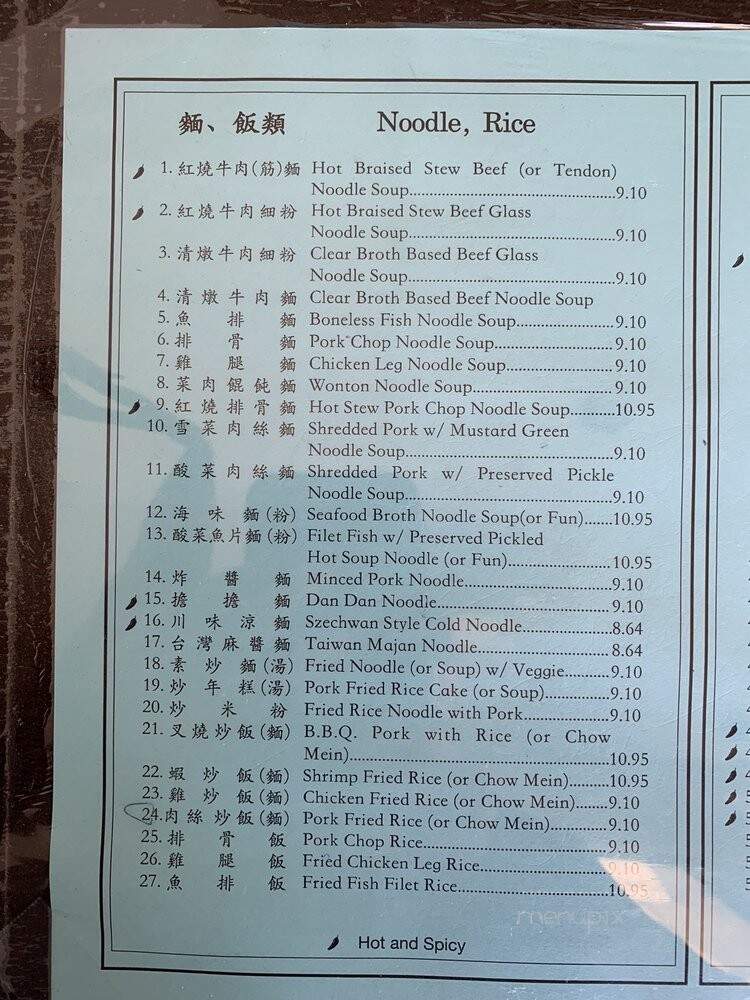 麵、飯類 Noodle, Rice
1. 紅燒牛肉(筋)麵 Hot Braised Stew Beef (or Tendon)
Noodle Soup..........9.10
2. 紅燒牛肉細粉 Hot Braised Stew Beef Glass
Noodle Soup..........9.10
3. 清燉牛肉細粉 Clear Broth Based Beef Glass
Noodle Soup..........9.10
4. 清燉牛肉麵 Clear Broth Based Beef Noodle Soup
5. 魚排麵 Boneless Fish Noodle Soup..........9.10
6. 排骨麵 Pork Chop Noodle Soup..........9.10
7. 雞腿麵 Chicken Leg Noodle Soup..........9.10
8. 菜肉餛飩麵 Wonton Noodle Soup..........9.10
9. 紅燒排骨麵 Hot Stew Pork Chop Noodle Soup..........10.95
10. 雪菜肉絲麵 Shredded Pork w/ Mustard Green
Noodle Soup..........9.10
11. 酸菜肉絲麵 Shredded Pork w/ Preserved Pickle
Noodle Soup..........9.10
12. 海味麵(粉) Seafood Broth Noodle Soup(or Fun).......10.95
13. 酸菜魚片麵(粉) Filet Fish w/ Preserved Pickled
Hot Soup Noodle (or Fun)..........10.95
14. 炸醬麵 Minced Pork Noodle..........9.10
15. 擔擔麵 Dan Dan Noodle..........9.10
16. 川味涼麵 Szechwan Style Cold Noodle..........8.64
17. 台灣麻醬麵 Taiwan Majan Noodle..........8.64
18. 素炒麵(湯) Fried Noodle (or Soup) w/ Veggie..........9.10
19. 炒年糕(湯) Pork Fried Rice Cake (or Soup)..........9.10
20. 炒米粉 Fried Rice Noodle with Pork..........9.10
21. 叉燒炒飯(麵) B.B.Q. Pork with Rice (or Chow
Mein)..........10.95
22. 蝦炒飯(麵) Shrimp Fried Rice (or Chow Mein)..........10.95
23. 雞炒飯(麵) Chicken Fried Rice (or Chow Mein)..........9.10
24. 肉絲炒飯(麵) Pork Fried Rice (or Chow Mein)..........9.10
25. 排骨飯 Pork Chop Rice..........9.10
26. 雞腿飯 Fried Chicken Leg Rice..........9.10
27. 魚排飯 Fried Fish Filet Rice..........10.95
menupix
Hot and Spicy